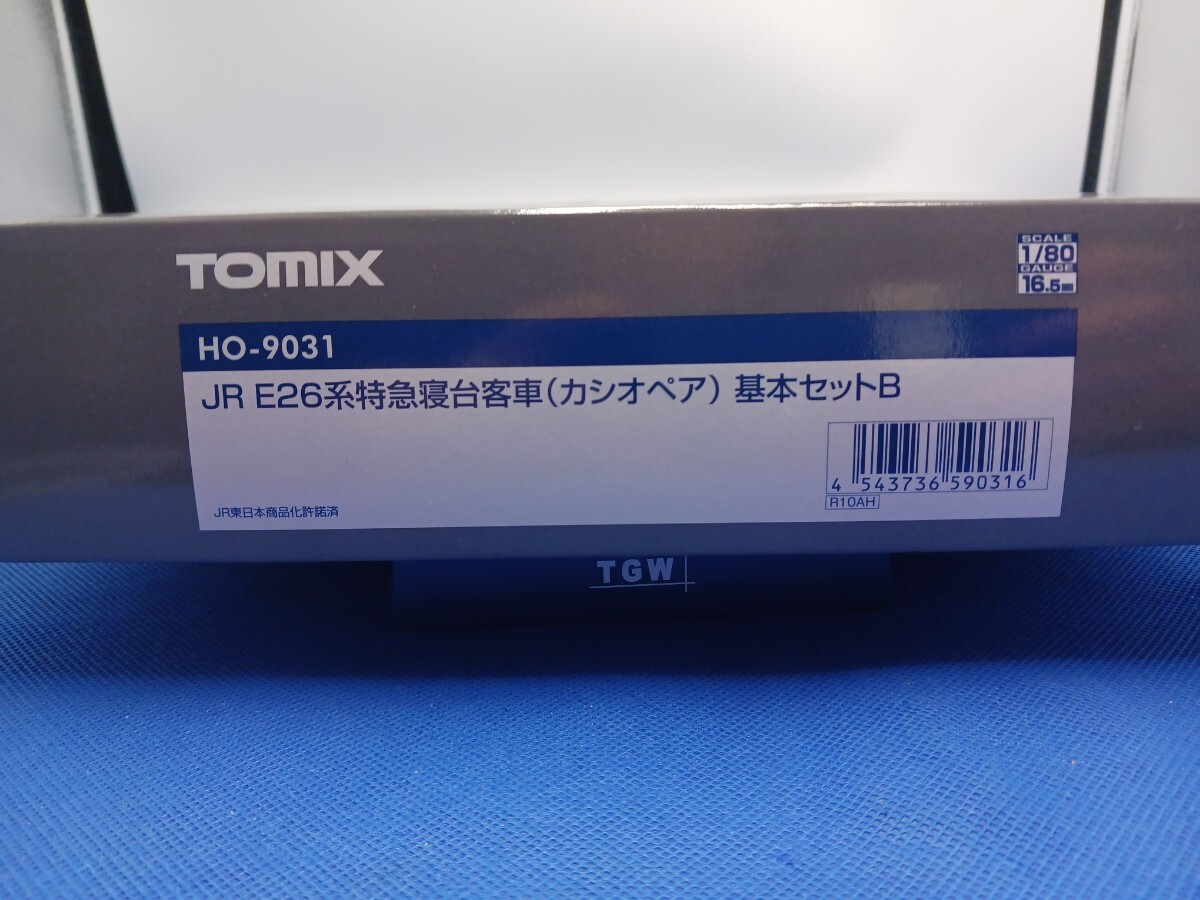 TOMIX
SCALE
1/80
GAUGE
16.5mm
HO-9031
JR E26系特急寝台客車(カシオペア) 基本セットB
4 543736 590316
R10AH
JR東日本商品化許諾済
TGW